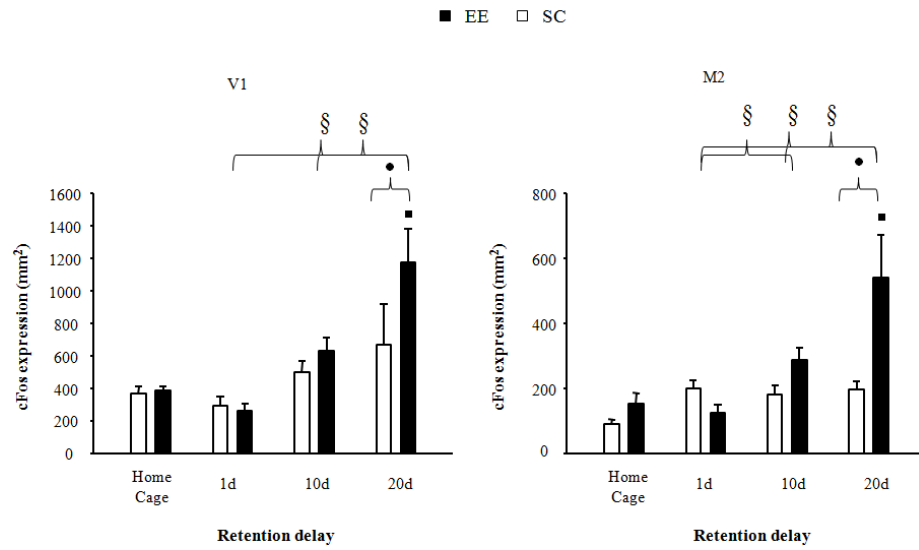 ■ EE □ SC
V1
M2
§ §
§ § §
cFos expression (mm²)
1600
1400
1200
1000
800
600
400
200
0
Home Cage 1d 10d 20d
Retention delay
cFos expression (mm²)
800
600
400
200
0
Home Cage 1d 10d 20d
Retention delay